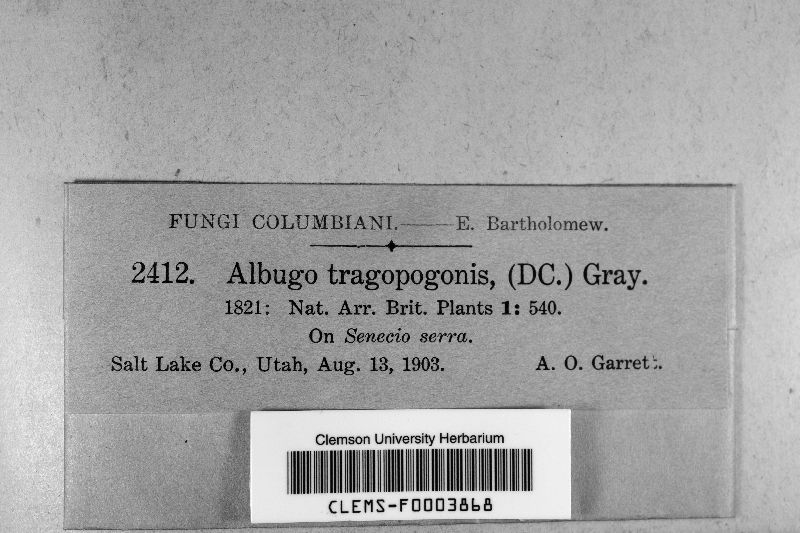 FUNGI COLUMBIANI.——E. Bartholomew.
2412. Albugo tragopogonis, (DC.) Gray.
1821: Nat. Arr. Brit. Plants 1: 540.
On Senecio serra.
Salt Lake Co., Utah, Aug. 13, 1903. A. O. Garrett.
Clemson University Herbarium
CLEMS-F0003868